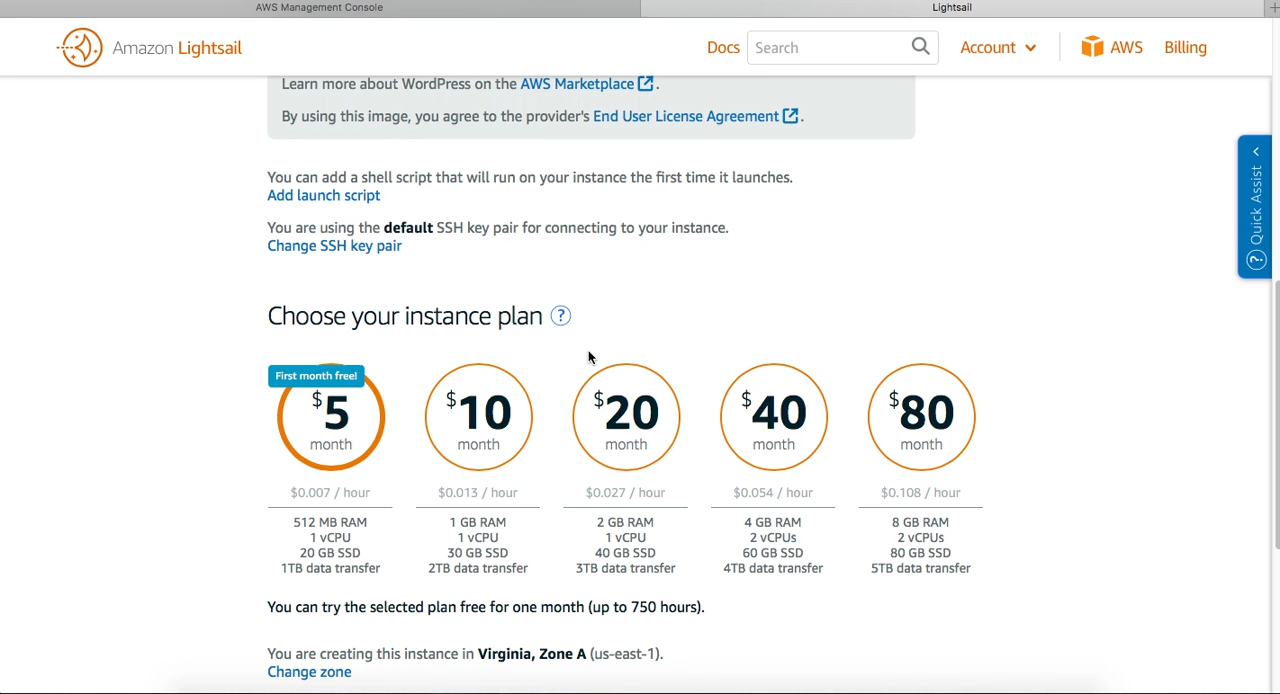 AWS Management Console
Lightsail
Amazon Lightsail
Docs
Search
Account
AWS
Billing
Learn more about WordPress on the AWS Marketplace.
By using this image, you agree to the provider's End User License Agreement.
Quick Assist
You can add a shell script that will run on your instance the first time it launches.
Add launch script
You are using the default SSH key pair for connecting to your instance.
Change SSH key pair
Choose your instance plan ?
First month free!
$5
month
$0.007 / hour
512 MB RAM
1 vCPU
20 GB SSD
1TB data transfer
$10
month
$0.013 / hour
1 GB RAM
1 vCPU
30 GB SSD
2TB data transfer
$20
month
$0.027 / hour
2 GB RAM
1 vCPU
40 GB SSD
3TB data transfer
$40
month
$0.054 / hour
4 GB RAM
2 vCPUs
60 GB SSD
4TB data transfer
$80
month
$0.108 / hour
8 GB RAM
2 vCPUs
80 GB SSD
5TB data transfer
You can try the selected plan free for one month (up to 750 hours).
You are creating this instance in Virginia, Zone A (us-east-1).
Change zone